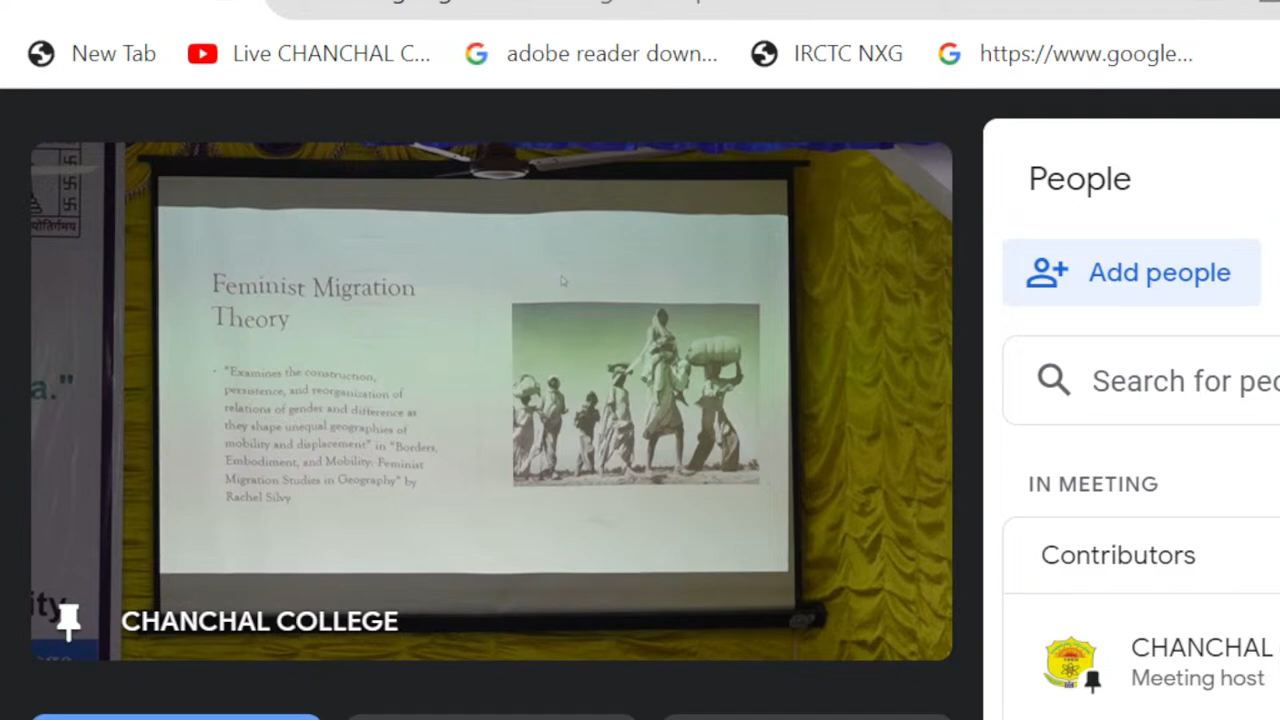 New Tab
Live CHANCHAL C...
adobe reader down...
IRCTC NXG
https://www.google...
Feminist Migration
Theory
• "Examines the construction,
persistence, and reorganization of
relations of gender and difference as
they shape unequal geographies of
mobility and displacement" in "Borders,
Embodiment, and Mobility: Feminist
Migration Studies in Geography" by
Rachel Silvy
a."
ity
CHANCHAL COLLEGE
People
Add people
Search for peo
IN MEETING
Contributors
CHANCHAL
Meeting host